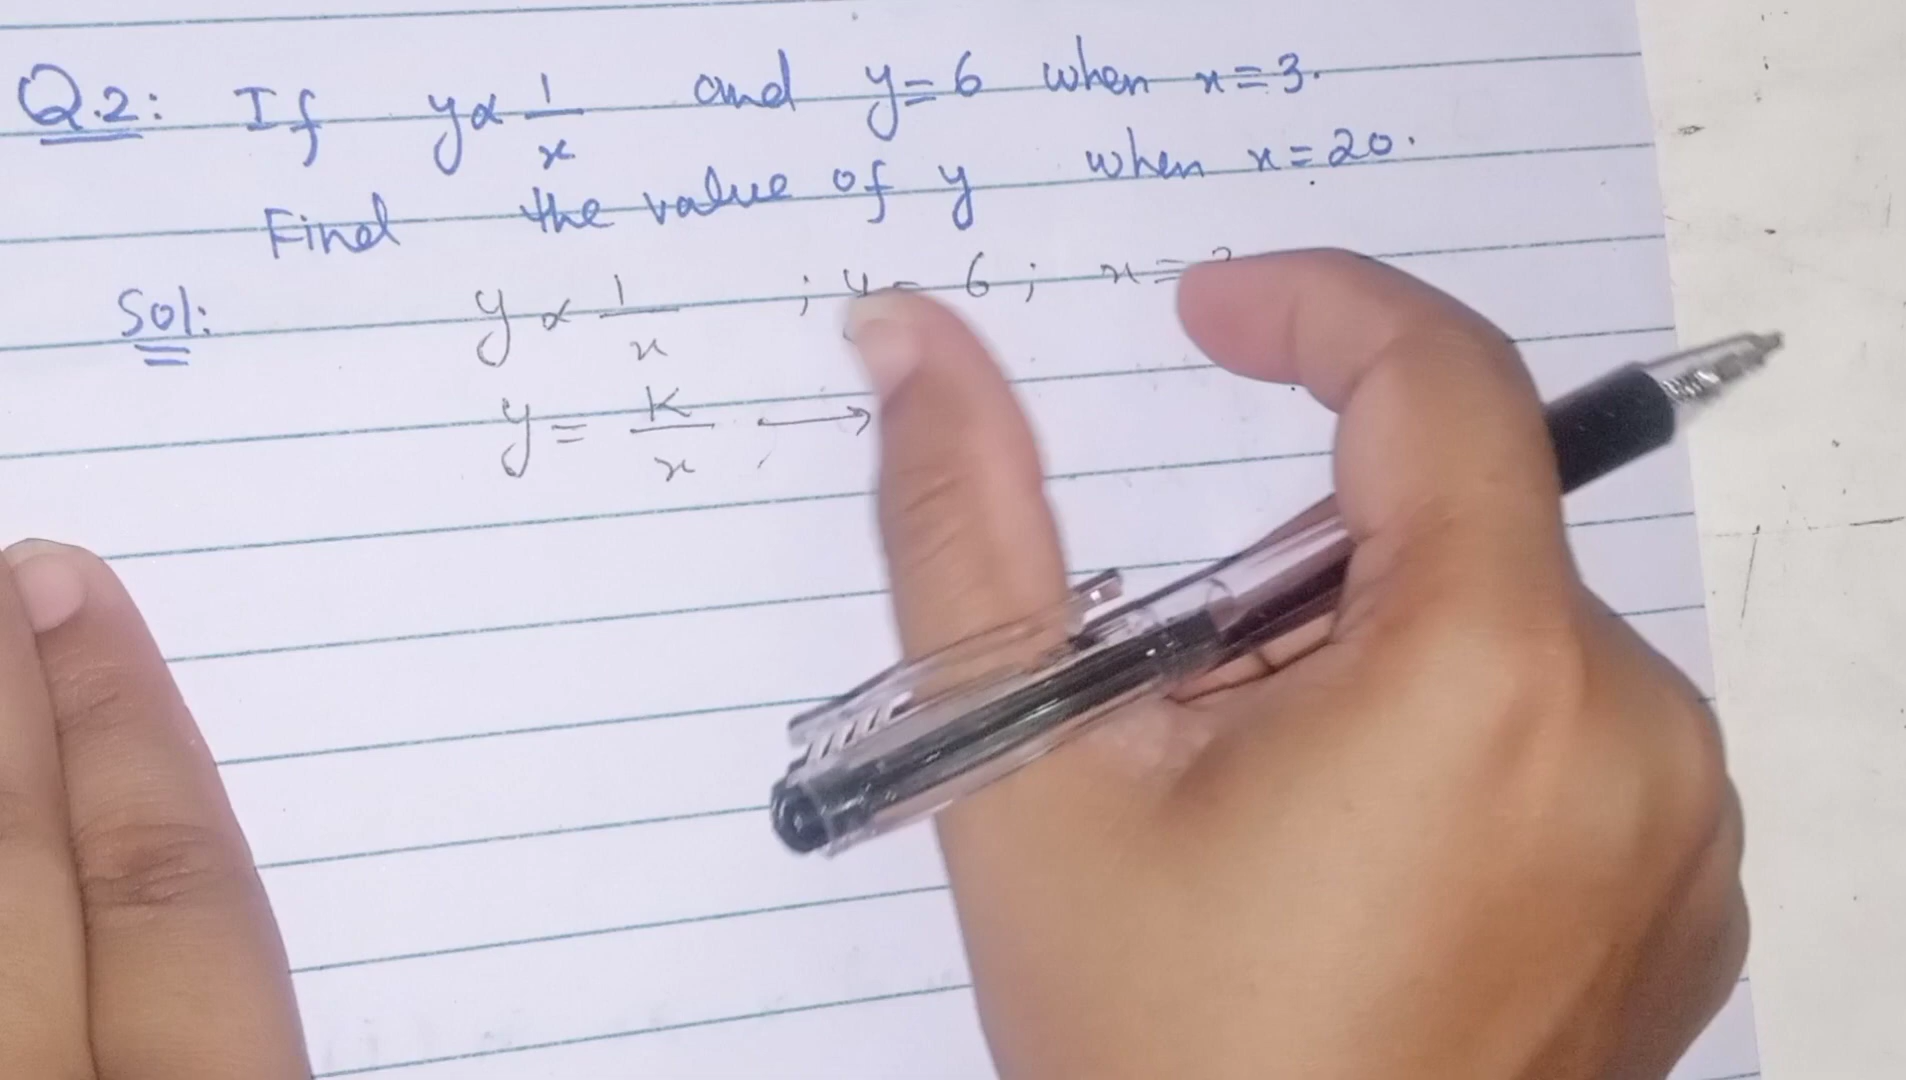 Q.2: If y∝1/x and y=6 when x=3.
Find the value of y when x=20.
Sol: y ∝ 1/x ; y= 6 ; x=
y = K/x →